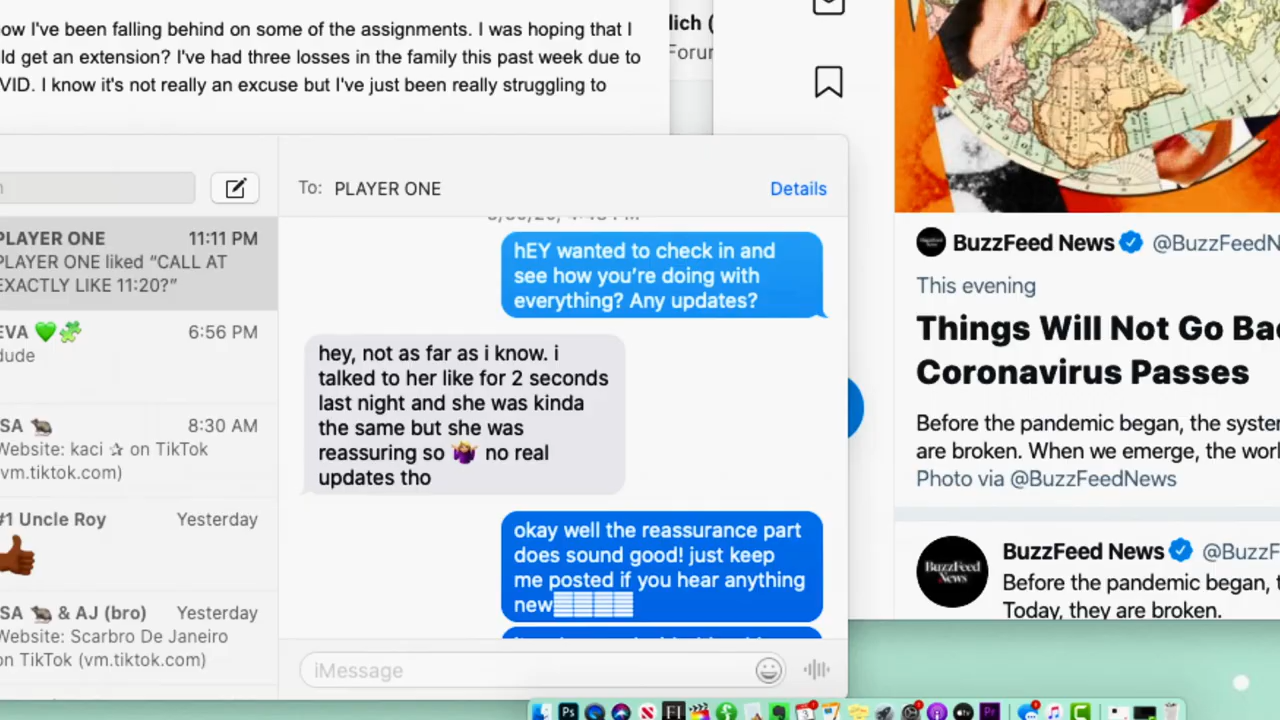 ow I've been falling behind on some of the assignments. I was hoping that I
ld get an extension? I've had three losses in the family this past week due to
VID. I know it's not really an excuse but I've just been really struggling to
lich (
Forur
To: PLAYER ONE
Details
PLAYER ONE 11:11 PM
PLAYER ONE liked “CALL AT
EXACTLY LIKE 11:20?”
EVA 💚🧩 6:56 PM
dude
SA 🐀 8:30 AM
Website: kaci ✰ on TikTok
(vm.tiktok.com)
#1 Uncle Roy Yesterday
SA 🐀 & AJ (bro) Yesterday
Website: Scarbro De Janeiro
on TikTok (vm.tiktok.com)
hEY wanted to check in and
see how you’re doing with
everything? Any updates?
hey, not as far as i know. i
talked to her like for 2 seconds
last night and she was kinda
the same but she was
reassuring so 🤷🏼‍♀️ no real
updates tho
okay well the reassurance part
does sound good! just keep
me posted if you hear anything
new
iMessage
BuzzFeed News @BuzzFeedN
This evening
Things Will Not Go Bac
Coronavirus Passes
Before the pandemic began, the syster
are broken. When we emerge, the worl
Photo via @BuzzFeedNews
BuzzFeed News
BuzzFeed News @BuzzF
Before the pandemic began, t
Today, they are broken.